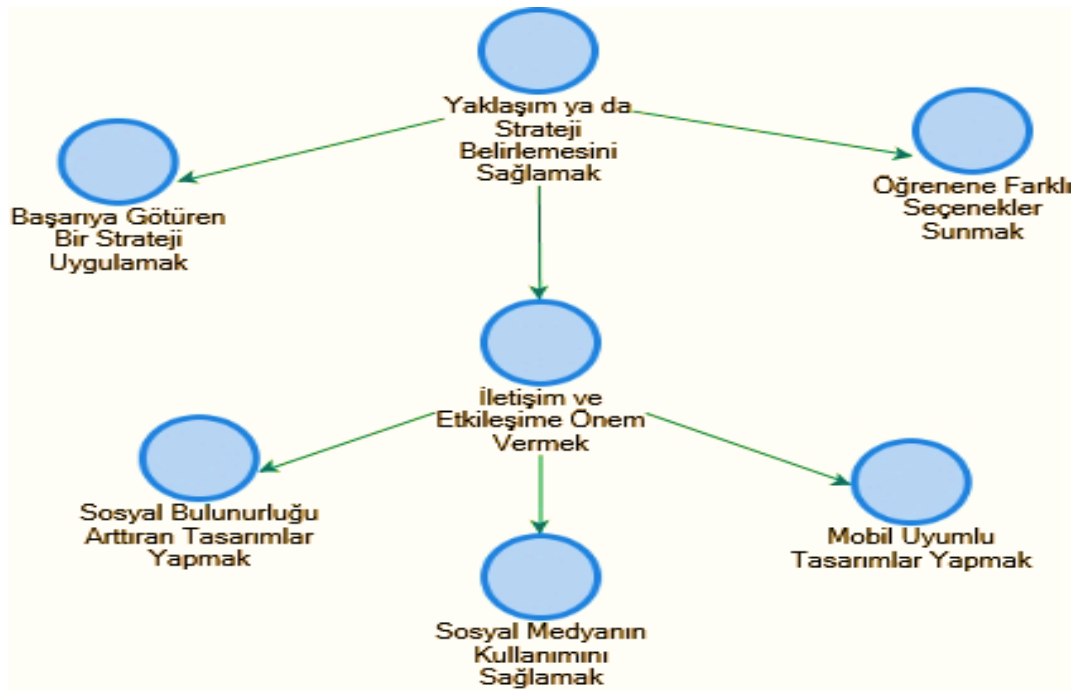 Yaklaşım ya da
Strateji
Belirlemesini
Sağlamak
Başarıya Götüren
Bir Strateji
Uygulamak
Öğrenene Farklı
Seçenekler
Sunmak
İletişim ve
Etkileşime Önem
Vermek
Sosyal Bulunurluğu
Arttıran Tasarımlar
Yapmak
Mobil Uyumlu
Tasarımlar Yapmak
Sosyal Medyanın
Kullanımını
Sağlamak